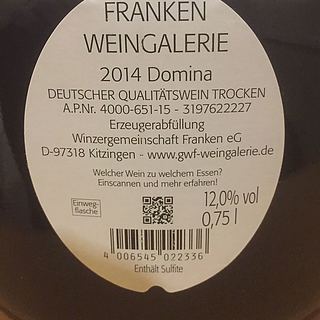 FRANKEN
WEINGALERIE
2014 Domina
DEUTSCHER QUALITÄTSWEIN TROCKEN
A.P.Nr. 4000-651-15 - 3197622227
Erzeugerabfüllung
Winzergemeinschaft Franken eG
D-97318 Kitzingen - www.gwf-weingalerie.de
Welcher Wein zu welchem Essen?
Einscannen und mehr erfahren!
Einweg-
flasche
12,0% vol
0,75 l
4 006545 022336
Enthält Sulfite